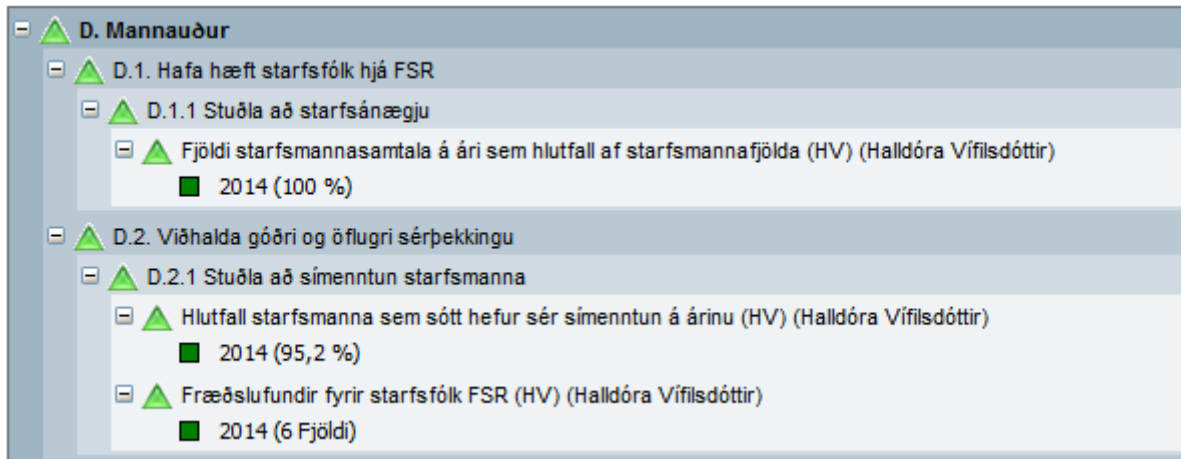 D. Mannauður
D.1. Hafa hæft starfsfólk hjá FSR
D.1.1 Stuðla að starfsánægju
Fjöldi starfsmannasamtala á ári sem hlutfall af starfsmannafjölda (HV) (Halldóra Vífilsdóttir)
2014 (100 %)
D.2. Viðhalda góðri og öflugri sérþekkingu
D.2.1 Stuðla að símenntun starfsmanna
Hlutfall starfsmanna sem sótt hefur sér símenntun á árinu (HV) (Halldóra Vífilsdóttir)
2014 (95,2 %)
Fræðslufundir fyrir starfsfólk FSR (HV) (Halldóra Vífilsdóttir)
2014 (6 Fjöldi)